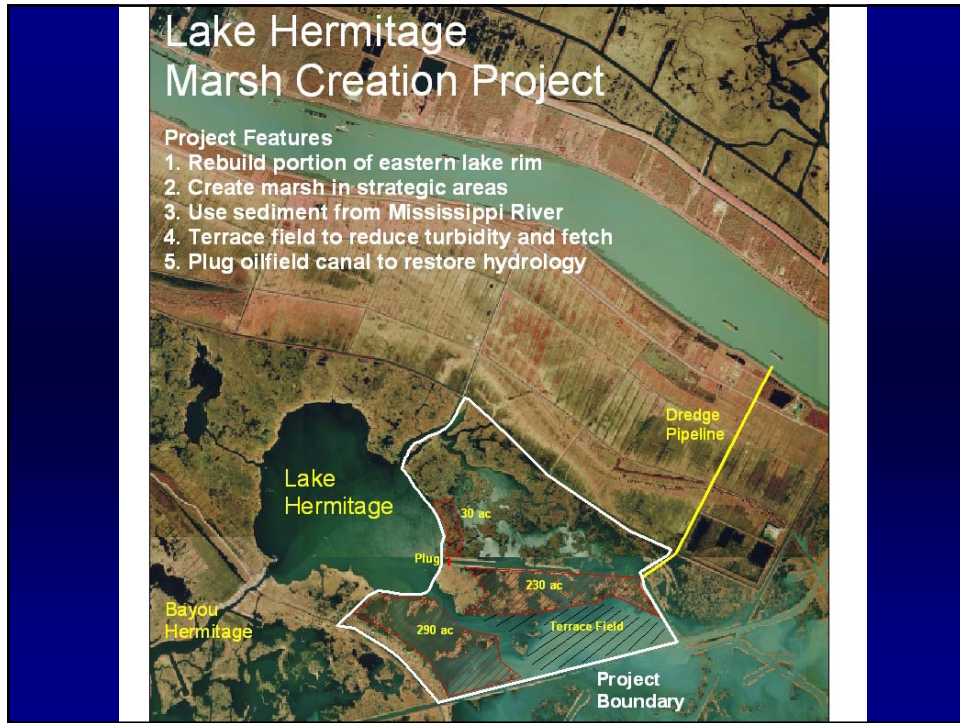 Lake Hermitage
Marsh Creation Project
Project Features
1. Rebuild portion of eastern lake rim
2. Create marsh in strategic areas
3. Use sediment from Mississippi River
4. Terrace field to reduce turbidity and fetch
5. Plug oilfield canal to restore hydrology
Dredge
Pipeline
Lake
Hermitage
30 ac
Plug
230 ac
Bayou
Hermitage
290 ac
Terrace Field
Project
Boundary